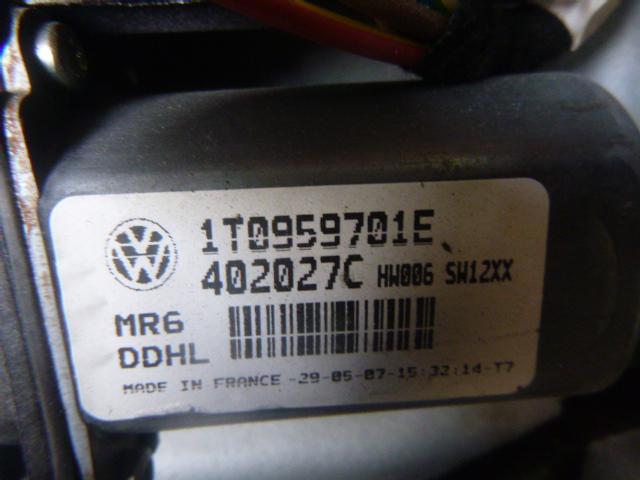 1T0959701E
402027C HW006 SW12XX
MR6
DDHL
MADE IN FRANCE -29-05-07-15:32:14-T7